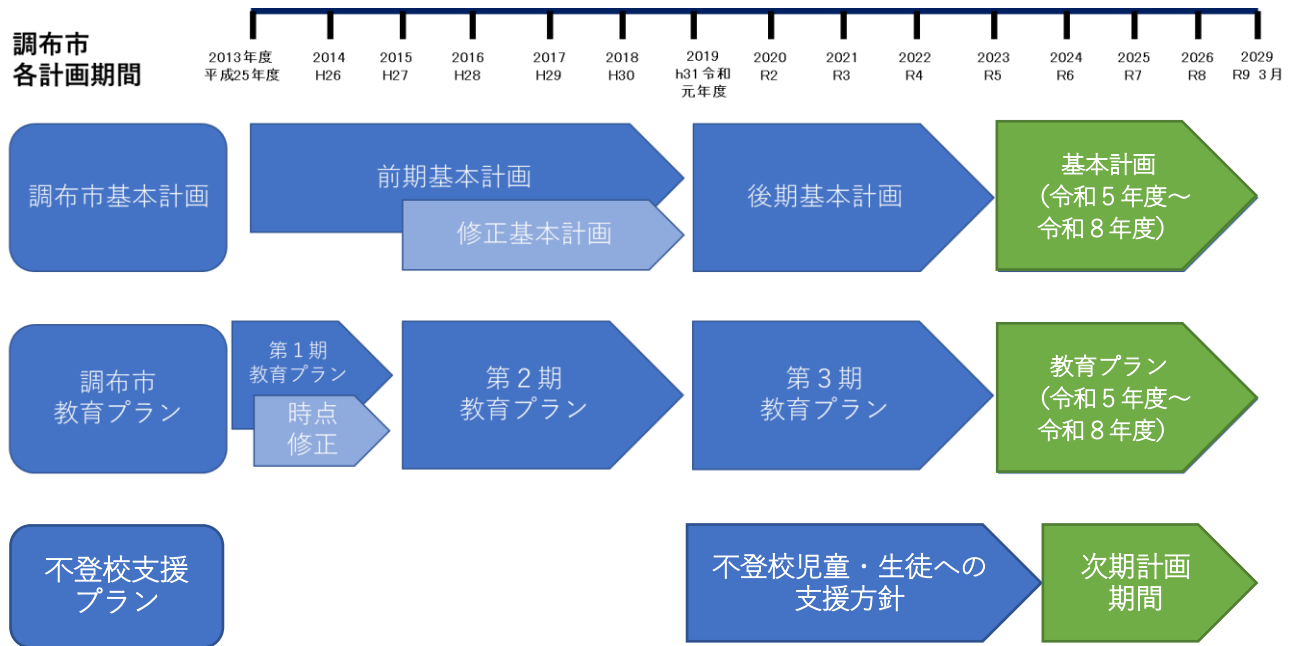 調布市
各計画期間
2013年度
平成25年度
2014
H26
2015
H27
2016
H28
2017
H29
2018
H30
2019
h31令和
元年度
2020
R2
2021
R3
2022
R4
2023
R5
2024
R6
2025
R7
2026
R8
2029
R9 3月
調布市基本計画
前期基本計画
修正基本計画
後期基本計画
基本計画
（令和５年度～
令和８年度）
調布市
教育プラン
第１期
教育プラン
時点
修正
第２期
教育プラン
第３期
教育プラン
教育プラン
（令和５年度～
令和８年度）
不登校支援
プラン
不登校児童・生徒への
支援方針
次期計画
期間